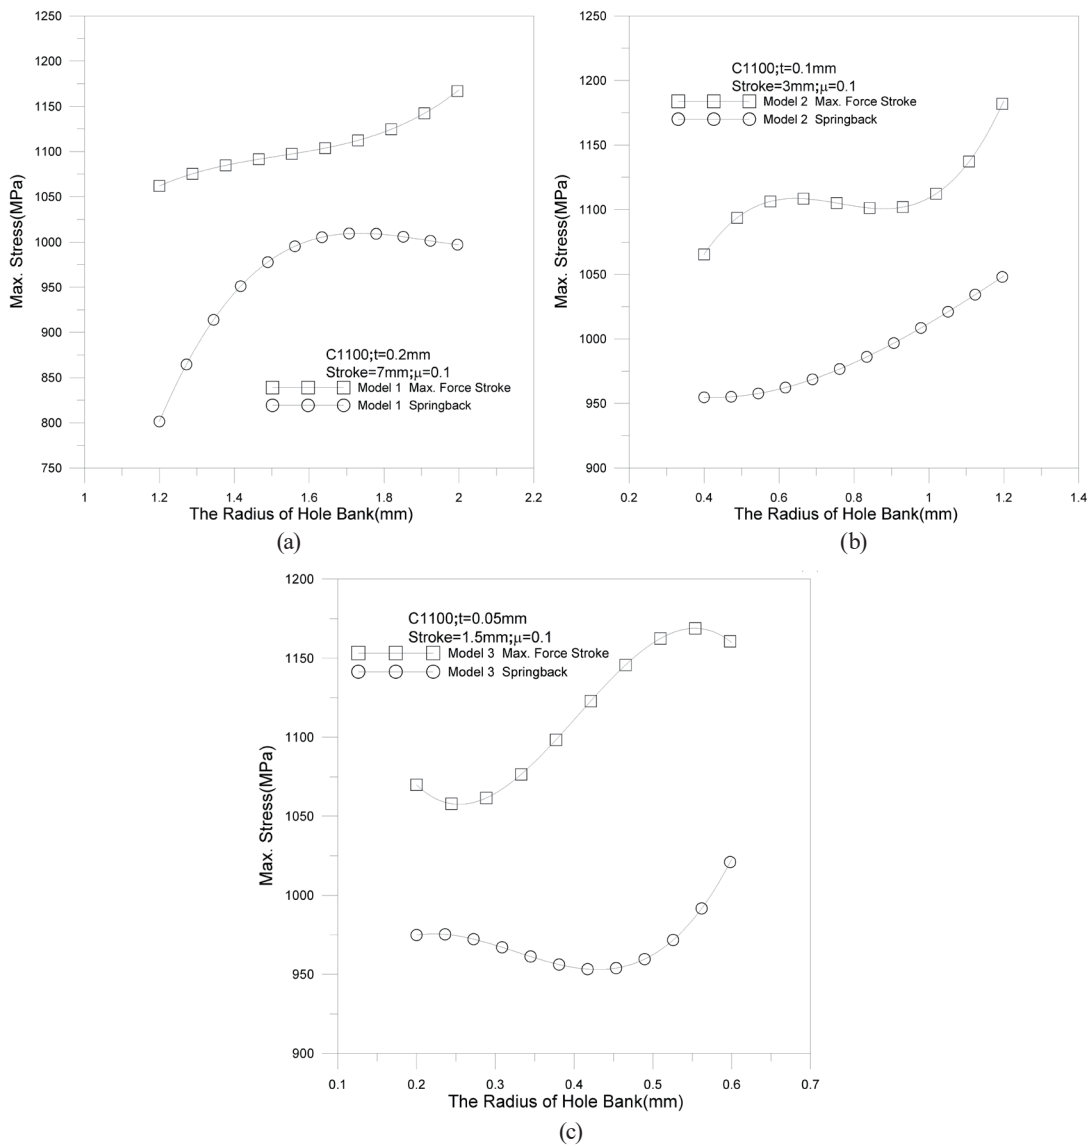 1250
1200
1150
1100
1050
1000
950
900
850
800
750
Max. Stress(MPa)
C1100;t=0.2mm
Stroke=7mm;μ=0.1
Model 1 Max. Force Stroke
Model 1 Springback
1
1.2
1.4
1.6
1.8
2
2.2
The Radius of Hole Bank(mm)
(a)
1250
1200
1150
1100
1050
1000
950
900
Max. Stress(MPa)
C1100;t=0.1mm
Stroke=3mm;μ=0.1
Model 2 Max. Force Stroke
Model 2 Springback
0.2
0.4
0.6
0.8
1
1.2
1.4
The Radius of Hole Bank(mm)
(b)
1200
1150
1100
1050
1000
950
900
Max. Stress(MPa)
C1100;t=0.05mm
Stroke=1.5mm;μ=0.1
Model 3 Max. Force Stroke
Model 3 Springback
0.1
0.2
0.3
0.4
0.5
0.6
0.7
The Radius of Hole Bank(mm)
(c)